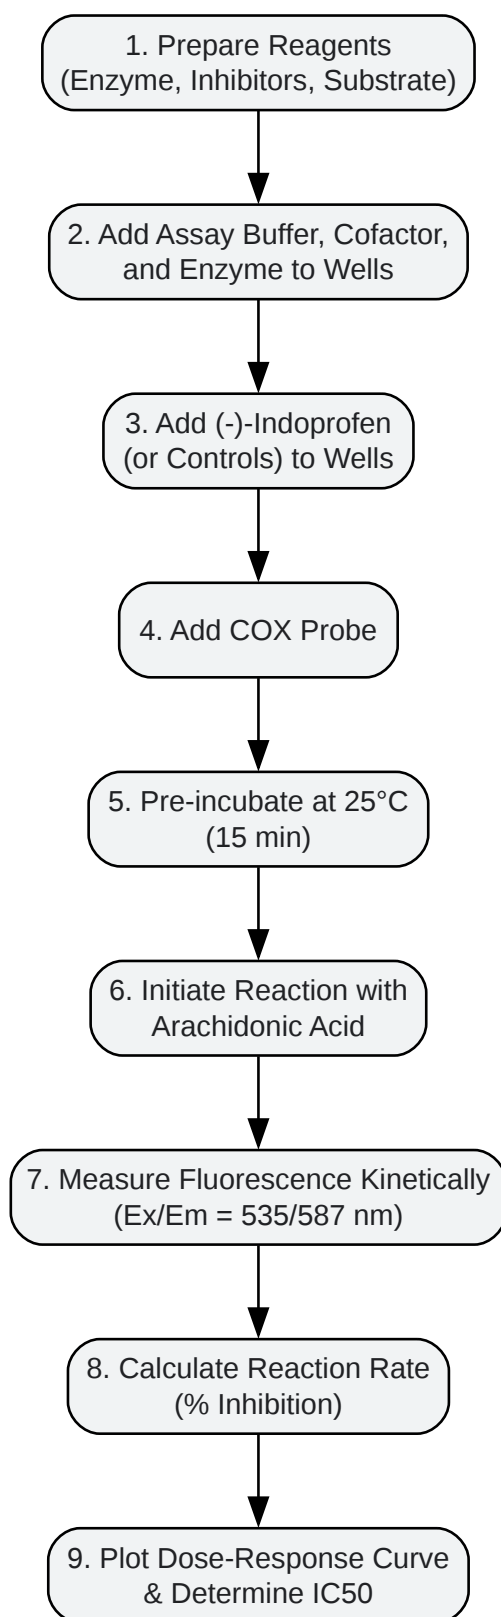 1. Prepare Reagents
(Enzyme, Inhibitors, Substrate)
2. Add Assay Buffer, Cofactor,
and Enzyme to Wells
3. Add (-)-Indoprofen
(or Controls) to Wells
4. Add COX Probe
5. Pre-incubate at 25°C
(15 min)
6. Initiate Reaction with
Arachidonic Acid
7. Measure Fluorescence Kinetically
(Ex/Em = 535/587 nm)
8. Calculate Reaction Rate
(% Inhibition)
9. Plot Dose-Response Curve
& Determine IC50